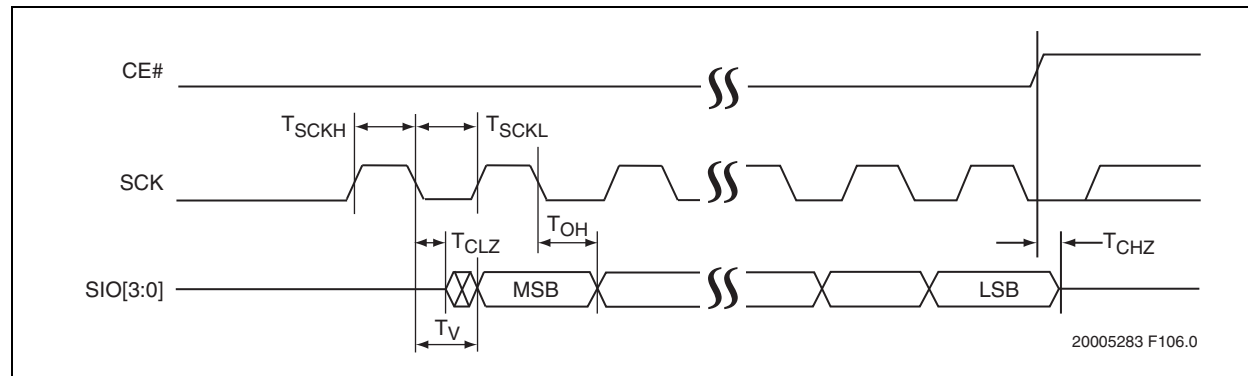 CE#
TSCKH
TSCKL
SCK
TOH
TCLZ
TCHZ
SIO[3:0]
MSB
LSB
TV
20005283 F106.0